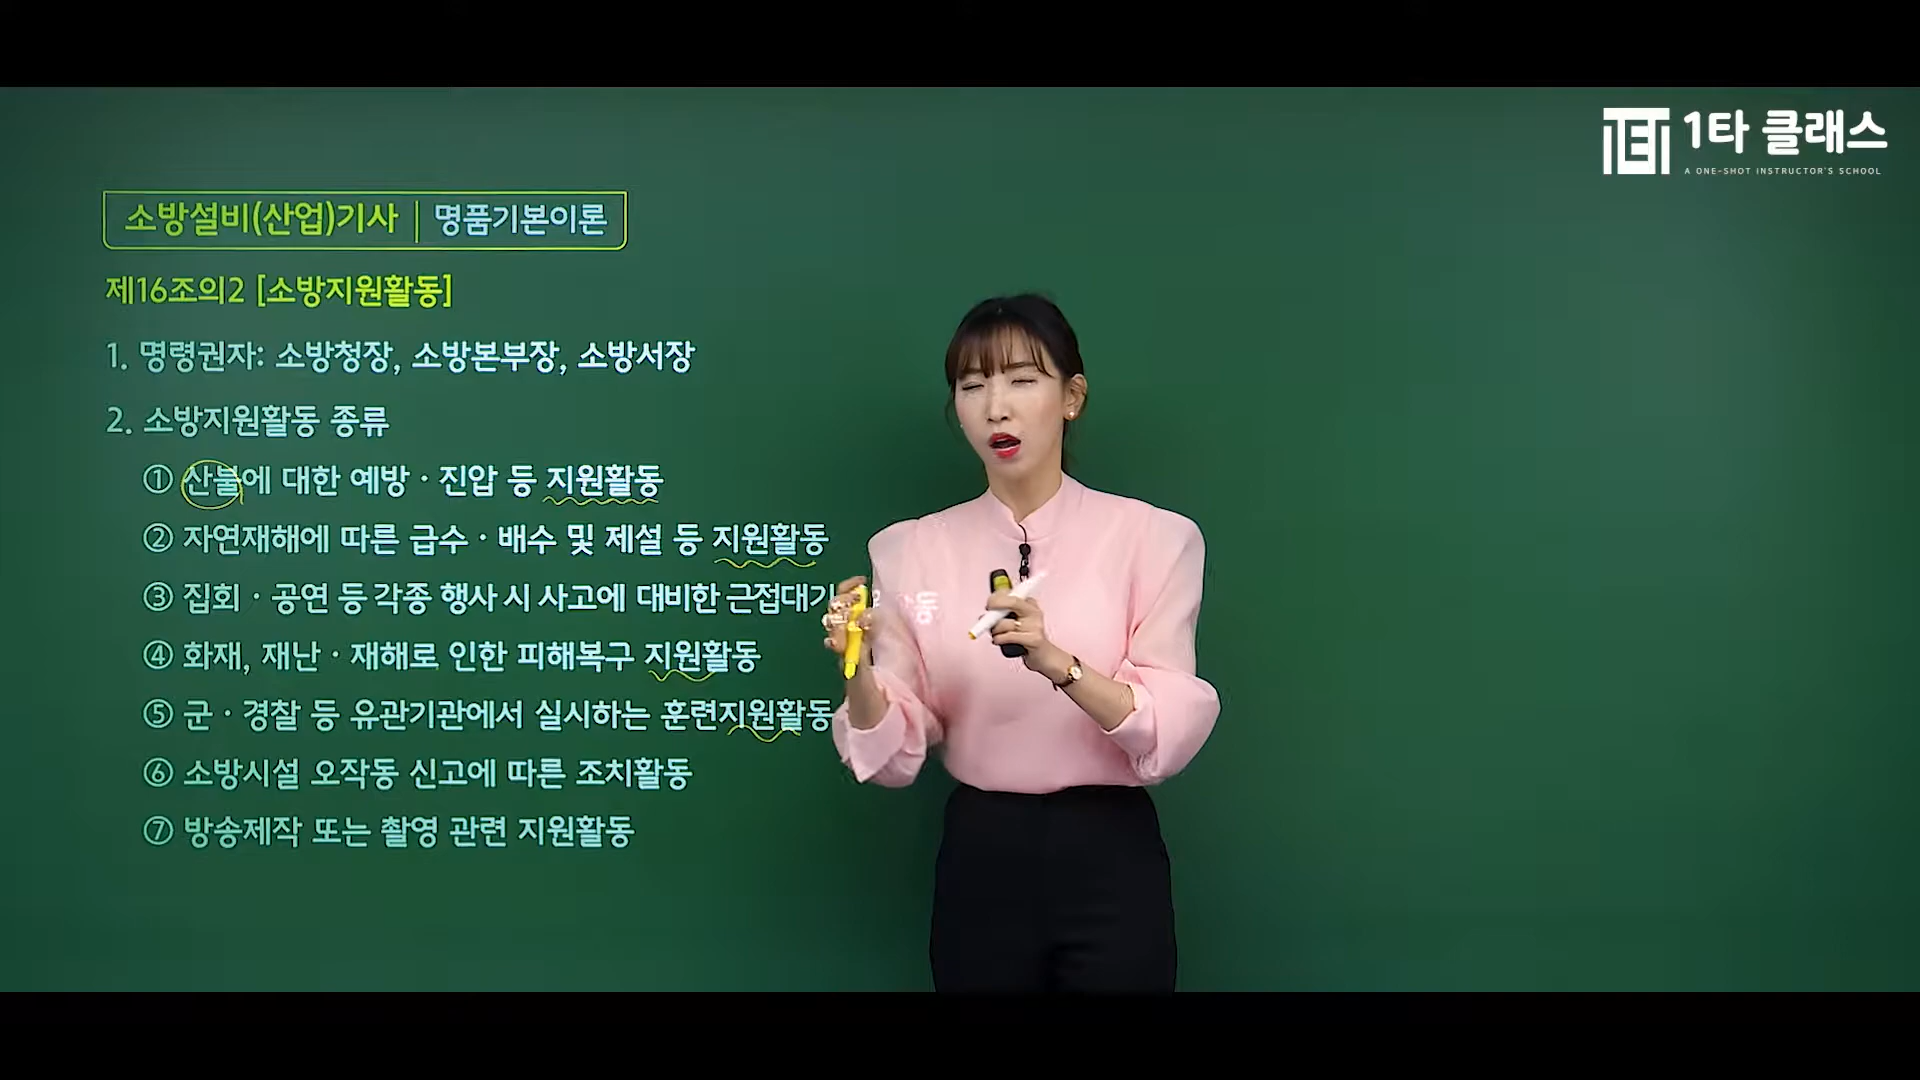 1타 클래스
A ONE-SHOT INSTRUCTOR'S SCHOOL
소방설비(산업)기사 | 명품기본이론
제16조의2 [소방지원활동]
1. 명령권자: 소방청장, 소방본부장, 소방서장
2. 소방지원활동 종류
① 산불에 대한 예방 · 진압 등 지원활동
② 자연재해에 따른 급수 · 배수 및 제설 등 지원활동
③ 집회 · 공연 등 각종 행사 시 사고에 대비한 근접대기
④ 화재, 재난 · 재해로 인한 피해복구 지원활동
⑤ 군 · 경찰 등 유관기관에서 실시하는 훈련지원활동
⑥ 소방시설 오작동 신고에 따른 조치활동
⑦ 방송제작 또는 촬영 관련 지원활동